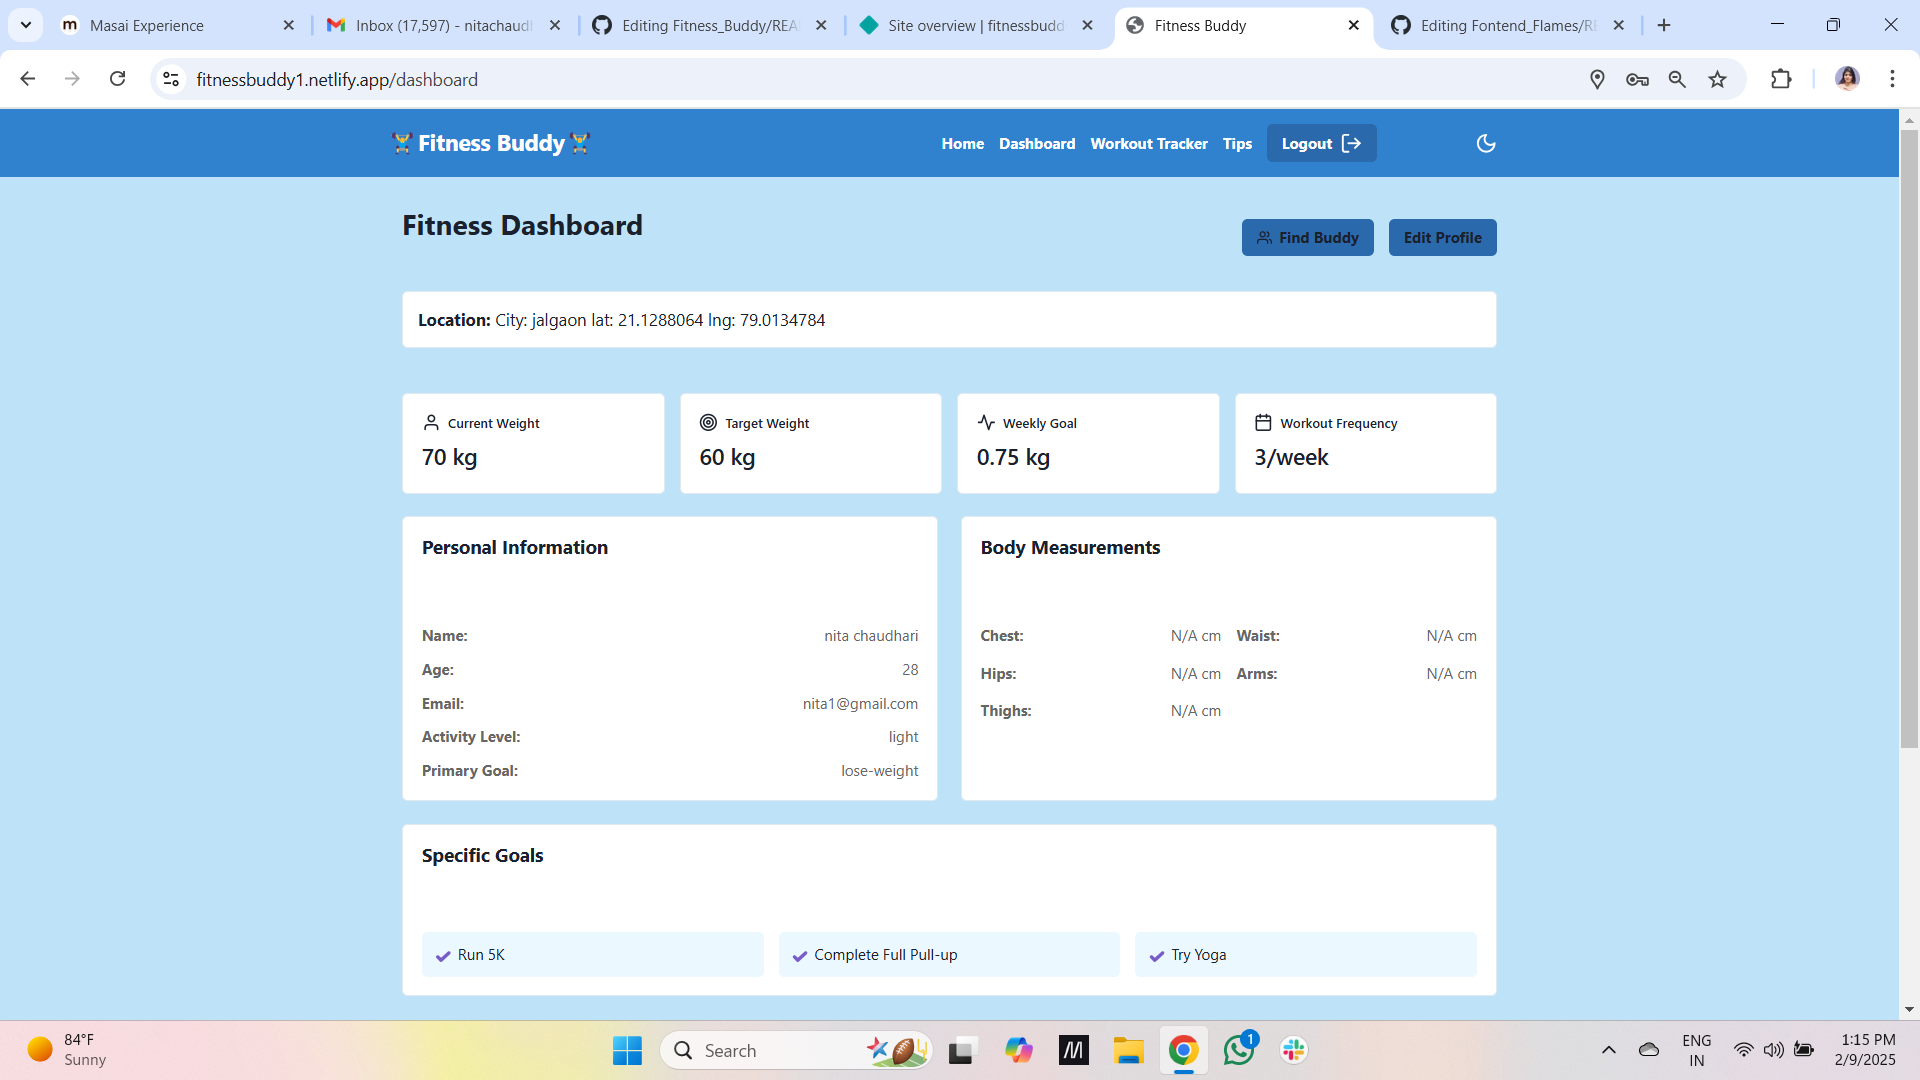 Masai Experience
Inbox (17,597) - nitachaudh
Editing Fitness_Buddy/REA
Site overview | fitnessbudd
Fitness Buddy
Editing Fontend_Flames/RE
fitnessbuddy1.netlify.app/dashboard
Fitness Buddy
Home Dashboard Workout Tracker Tips Logout
Fitness Dashboard
Find Buddy Edit Profile
Location: City: jalgaon lat: 21.1288064 lng: 79.0134784
Current Weight
70 kg
Target Weight
60 kg
Weekly Goal
0.75 kg
Workout Frequency
3/week
Personal Information
Name: nita chaudhari
Age: 28
Email: nita1@gmail.com
Activity Level: light
Primary Goal: lose-weight
Body Measurements
Chest: N/A cm Waist: N/A cm
Hips: N/A cm Arms: N/A cm
Thighs: N/A cm
Specific Goals
Run 5K
Complete Full Pull-up
Try Yoga
84°F
Sunny
Search
1
ENG
IN
1:15 PM
2/9/2025